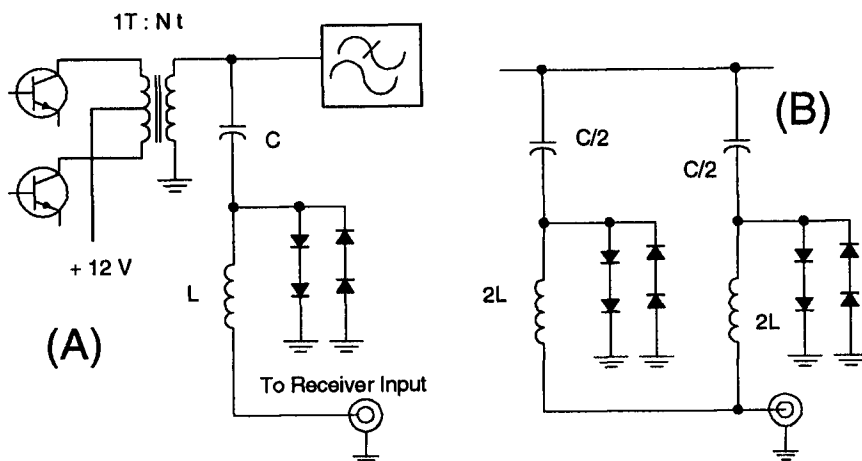 1T : N t
C
+ 12 V
L
(A)
To Receiver Input
(B)
C/2
C/2
2L
2L